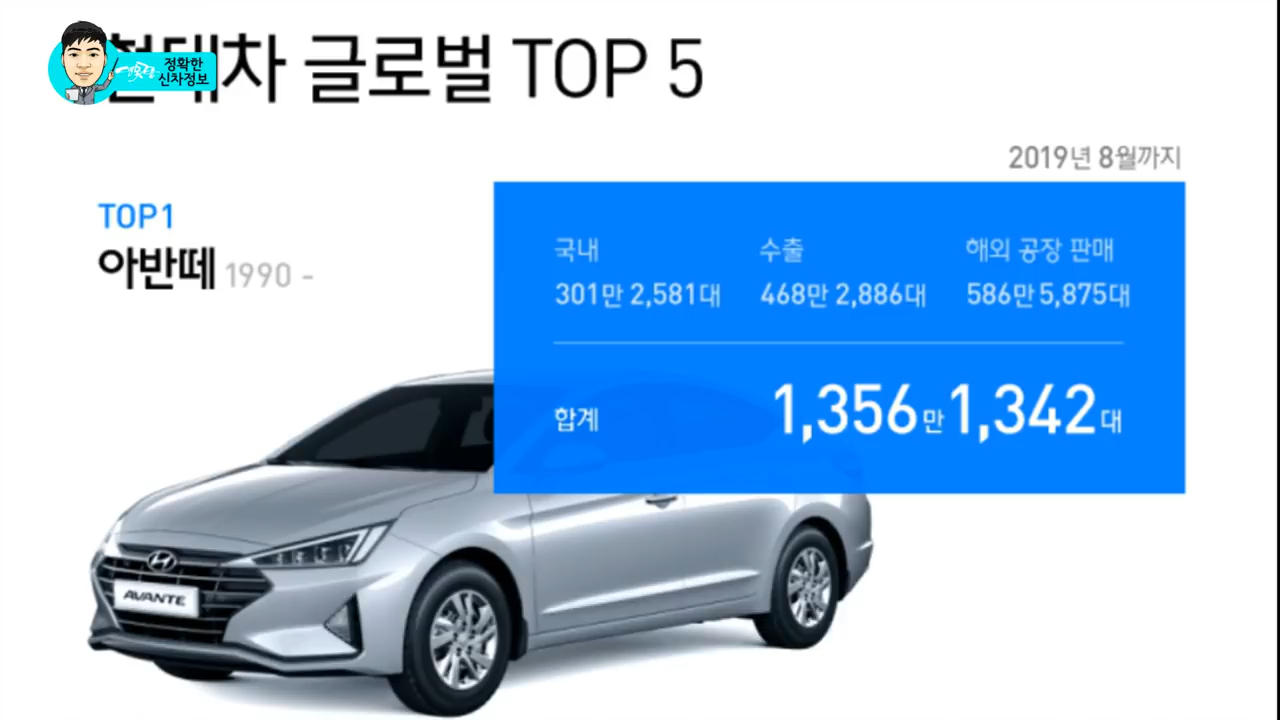 현대차 글로벌 TOP 5
정확한
신차정보
2019년 8월까지
TOP1
아반떼 1990 -
국내 수출 해외 공장 판매
301만 2,581대 468만 2,886대 586만 5,875대
합계 1,356만 1,342대
AVANTE